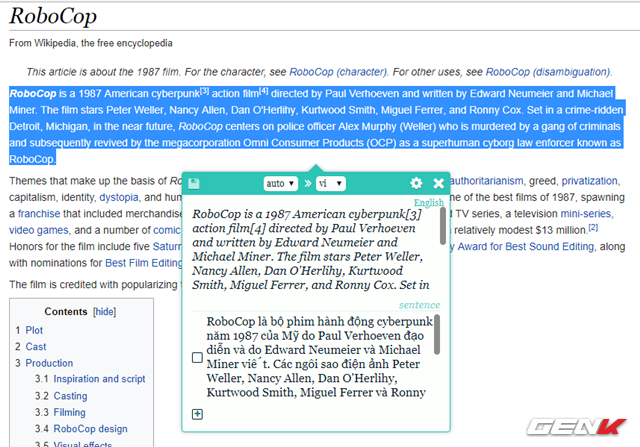 RoboCop
From Wikipedia, the free encyclopedia
This article is about the 1987 film. For the character, see RoboCop (character). For other uses, see RoboCop (disambiguation).
RoboCop is a 1987 American cyberpunk[3] action film[4] directed by Paul Verhoeven and written by Edward Neumeier and Michael
Miner. The film stars Peter Weller, Nancy Allen, Dan O'Herlihy, Kurtwood Smith, Miguel Ferrer, and Ronny Cox. Set in a crime-ridden
Detroit, Michigan, in the near future, RoboCop centers on police officer Alex Murphy (Weller) who is murdered by a gang of criminals
and subsequently revived by the megacorporation Omni Consumer Products (OCP) as a superhuman cyborg law enforcer known as
RoboCop.
Themes that make up the basis of Ro authoritarianism, greed, privatization,
capitalism, identity, dystopia, and hum ne of the best films of 1987, spawning
a franchise that included merchandise d TV series, a television mini-series,
video games, and a number of comic relatively modest $13 million.[2]
Honors for the film include five Saturn y Award for Best Sound Editing, along
with nominations for Best Film Editing
The film is credited with popularizing
auto
vi
English
RoboCop is a 1987 American cyberpunk[3]
action film[4] directed by Paul Verhoeven
and written by Edward Neumeier and
Michael Miner. The film stars Peter Weller,
Nancy Allen, Dan O'Herlihy, Kurtwood
Smith, Miguel Ferrer, and Ronny Cox. Set in
sentence
RoboCop là bộ phim hành động cyberpunk
năm 1987 của Mỹ do Paul Verhoeven đạo
diễn và do Edward Neumeier và Michael
Miner viết. Các ngôi sao điện ảnh Peter
Weller, Nancy Allen, Dan O'Herlihy,
Kurtwood Smith, Miguel Ferrer và Ronny
Contents [hide]
1 Plot
2 Cast
3 Production
3.1 Inspiration and script
3.2 Casting
3.3 Filming
3.4 RoboCop design
3.5 Visual effects
GENK